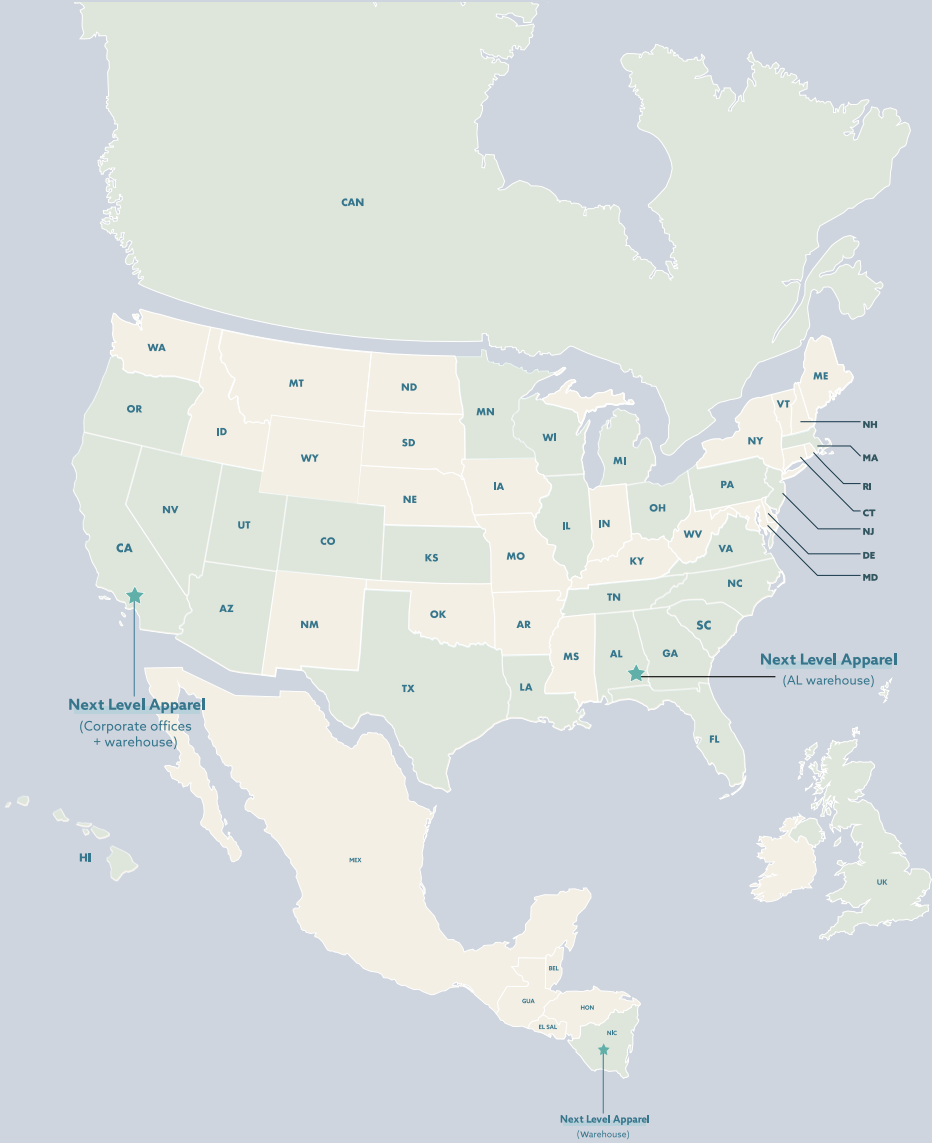 CAN
WA
MT
ND
MN
ME
VT
OR
ID
SD
WI
NY
NH
WY
MI
MA
IA
PA
RI
NE
NV
UT
OH
CT
IL
IN
NJ
CO
WV
CA
KS
MO
VA
DE
KY
MD
NC
TN
AZ
OK
NM
AR
SC
MS
AL
GA
Next Level Apparel
(AL warehouse)
TX
LA
Next Level Apparel
(Corporate offices
+ warehouse)
FL
HI
MEX
UK
BEL
GUA
HON
EL SAL
NIC
Next Level Apparel
(Warehouse)